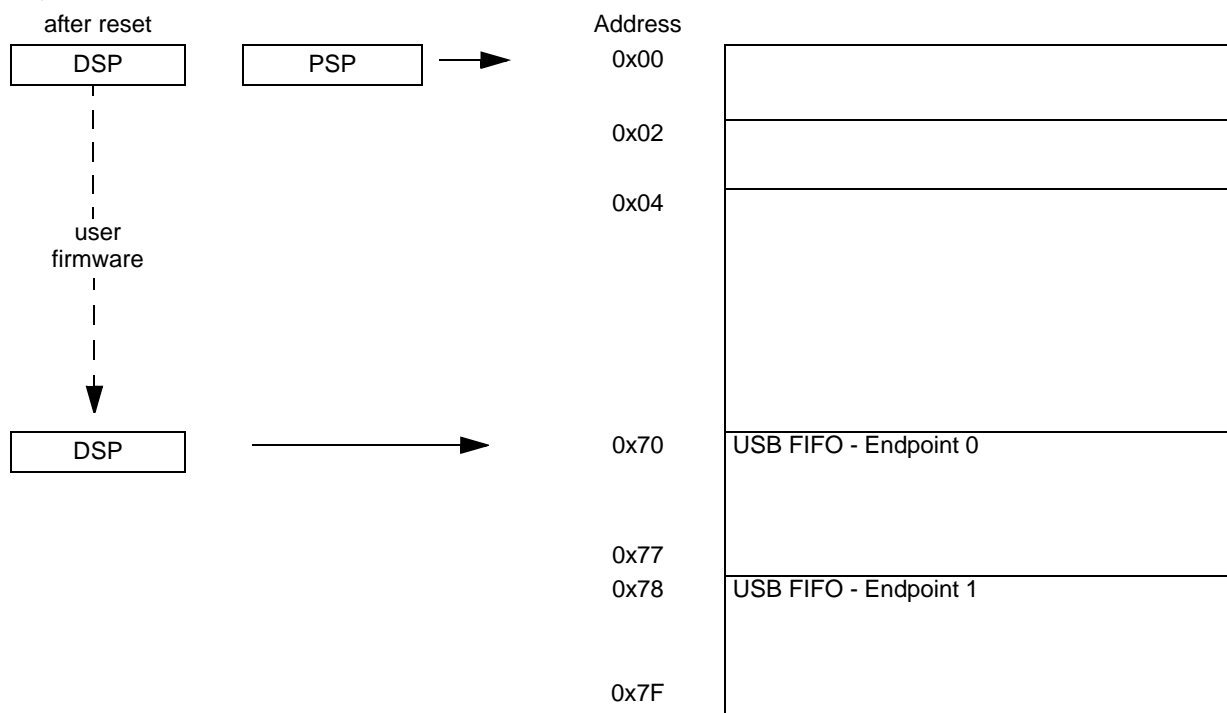 after reset
Address
DSP
PSP
0x00
0x02
0x04
user
firmware
DSP
0x70
USB FIFO - Endpoint 0
0x77
0x78
USB FIFO - Endpoint 1
0x7F